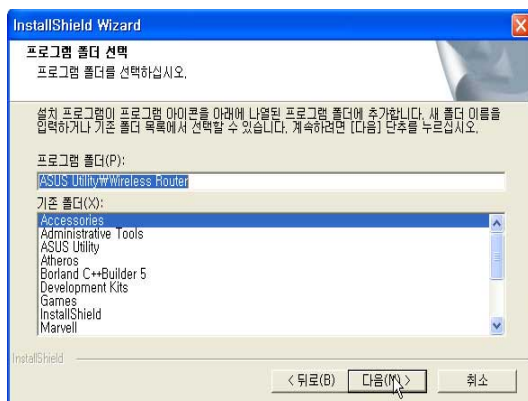 InstallShield Wizard
프로그램 폴더 선택
프로그램 폴더를 선택하십시오.
설치 프로그램이 프로그램 아이콘을 아래에 나열된 프로그램 폴더에 추가합니다. 새 폴더 이름을
입력하거나 기존 폴더 목록에서 선택할 수 있습니다. 계속하려면 [다음] 단추를 누르십시오.
프로그램 폴더(P):
ASUS Utility₩Wireless Router
기존 폴더(X):
Accessories
Administrative Tools
ASUS Utility
Atheros
Borland C++Builder 5
Development Kits
Games
InstallShield
Marvell
InstallShield
< 뒤로(B)
다음(N) >
취소